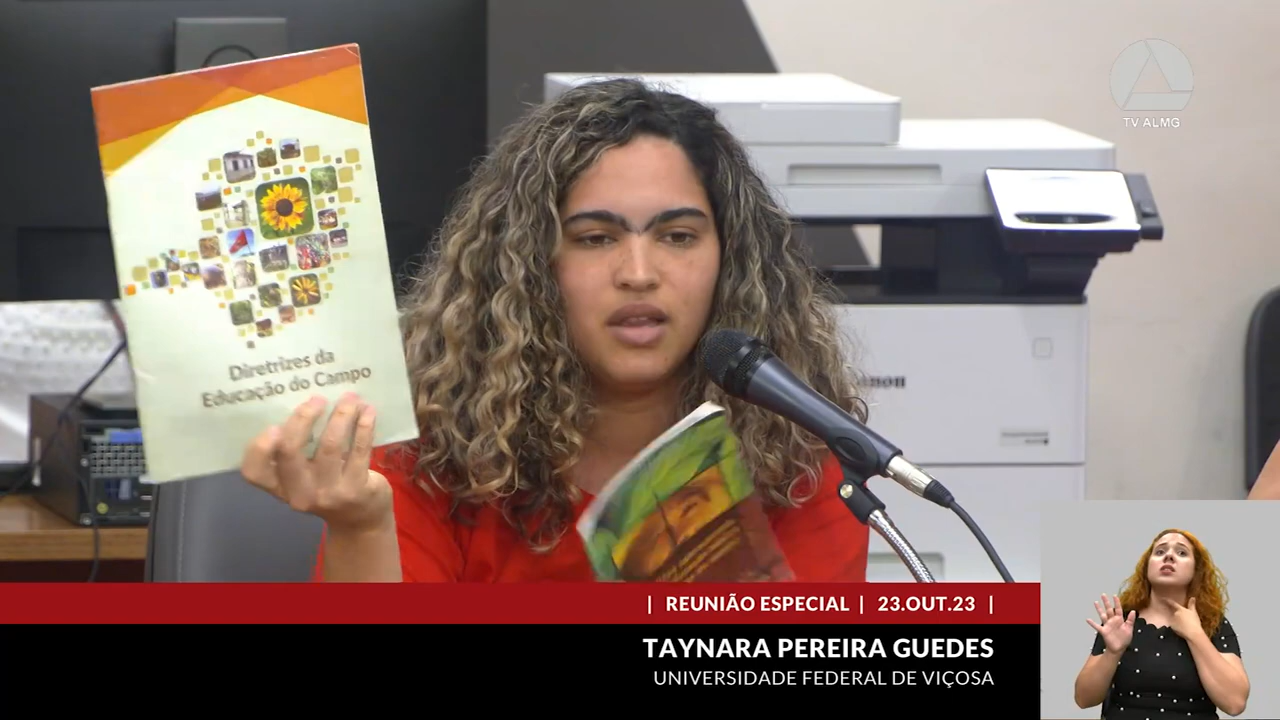 TV ALMG
Diretrizes da
Educação do Campo
| REUNIÃO ESPECIAL | 23.OUT.23 |
TAYNARA PEREIRA GUEDES
UNIVERSIDADE FEDERAL DE VIÇOSA